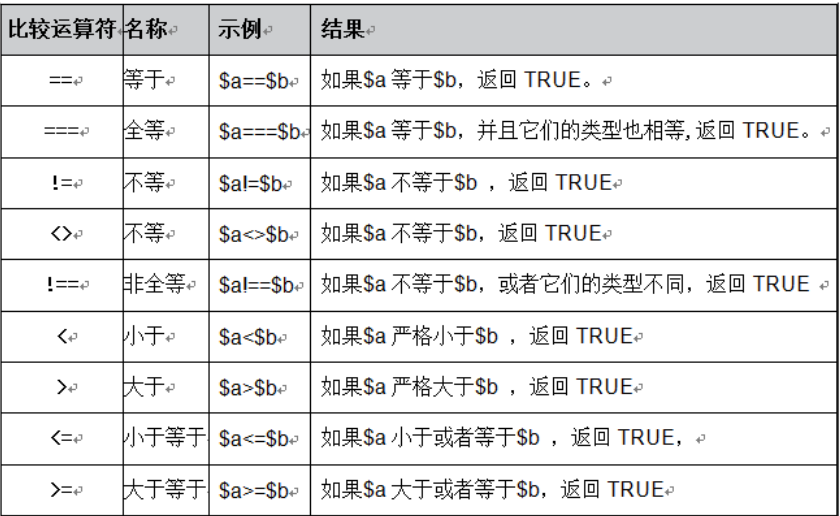 比较运算符 名称 示例 结果
== 等于 $a==$b 如果$a 等于$b，返回 TRUE。
=== 全等 $a===$b 如果$a 等于$b，并且它们的类型也相等,返回 TRUE。
!= 不等 $a!=$b 如果$a 不等于$b ，返回 TRUE
<> 不等 $a<>$b 如果$a 不等于$b，返回 TRUE
!== 非全等 $a!==$b 如果$a 不等于$b，或者它们的类型不同，返回 TRUE
< 小于 $a<$b 如果$a 严格小于$b ，返回 TRUE
> 大于 $a>$b 如果$a 严格大于$b ，返回 TRUE
<= 小于等于 $a<=$b 如果$a 小于或者等于$b ，返回 TRUE，
>= 大于等于 $a>=$b 如果$a 大于或者等于$b，返回 TRUE